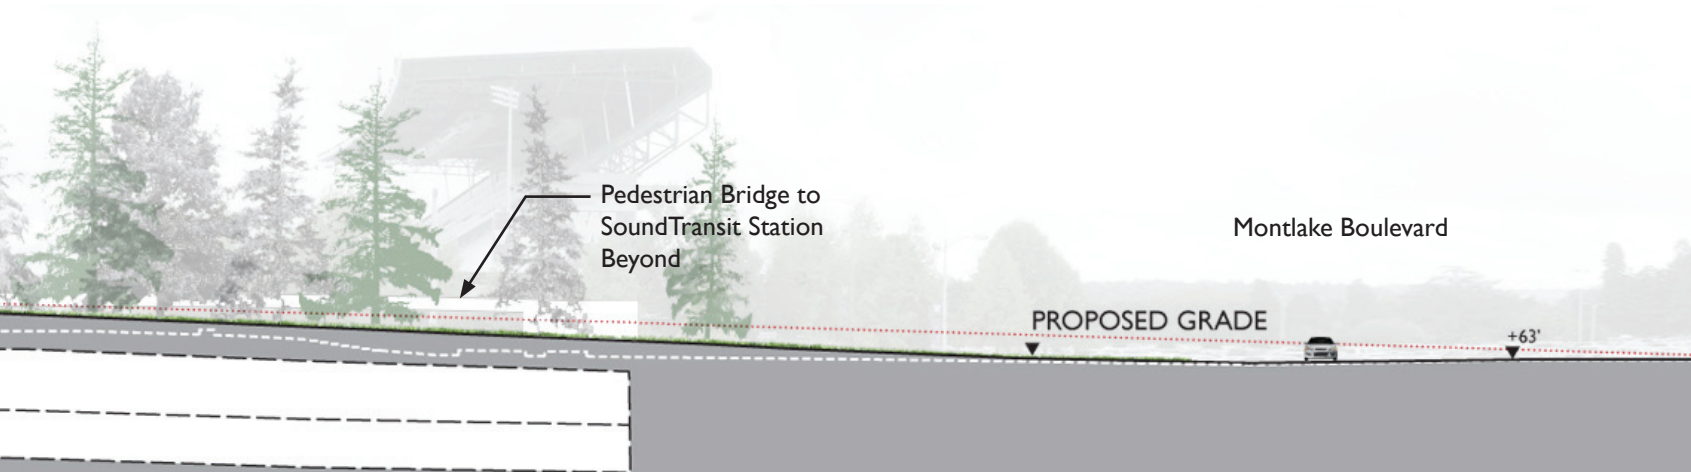 Pedestrian Bridge to
SoundTransit Station
Beyond
Montlake Boulevard
PROPOSED GRADE
+63'